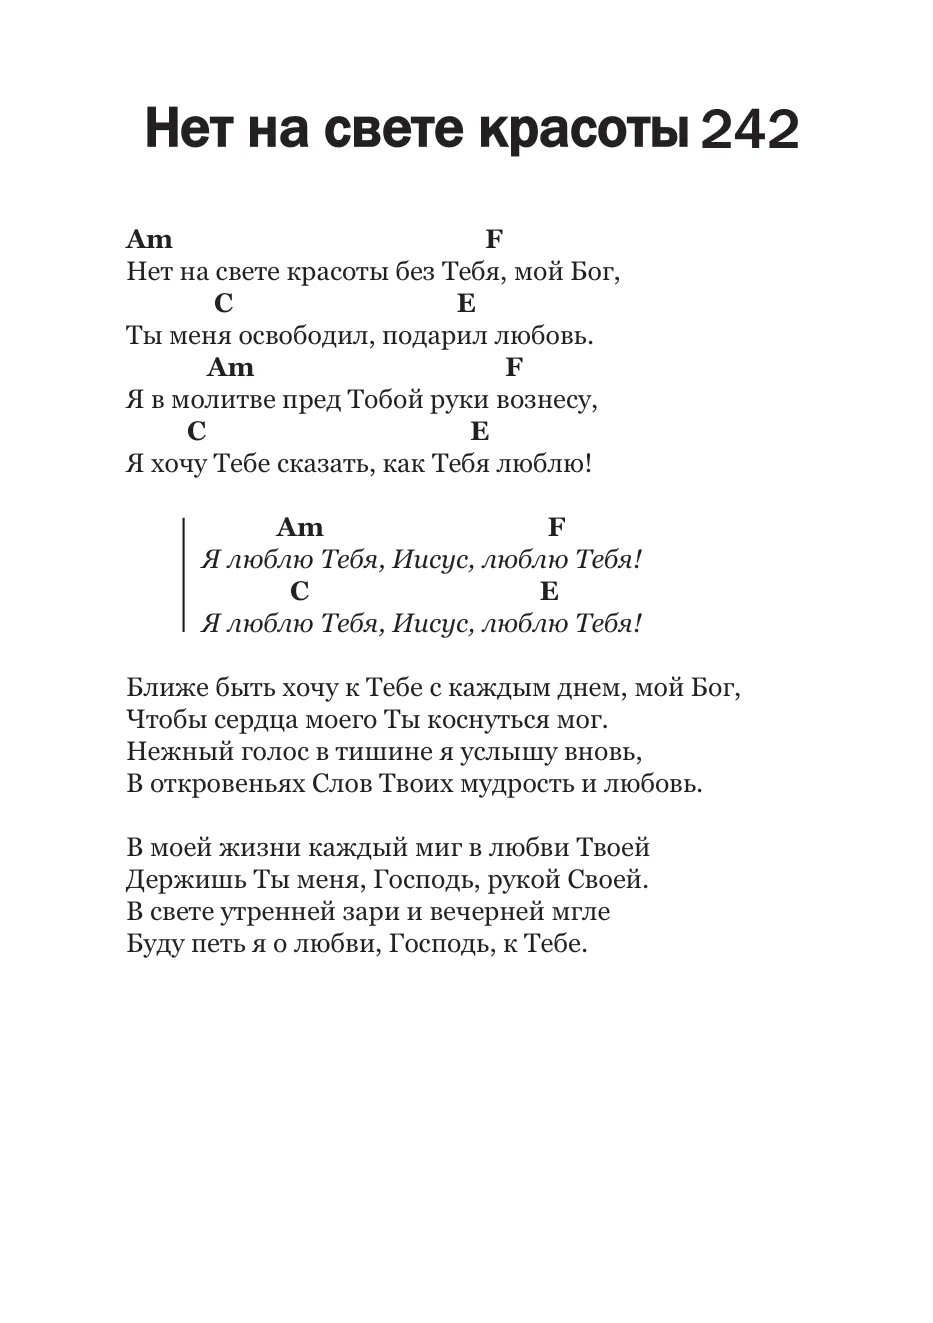 Нет на свете красоты 242
Am F
Нет на свете красоты без Тебя, мой Бог,
C E
Ты меня освободил, подарил любовь.
Am F
Я в молитве пред Тобой руки вознесу,
C E
Я хочу Тебе сказать, как Тебя люблю!
Am F
Я люблю Тебя, Иисус, люблю Тебя!
C E
Я люблю Тебя, Иисус, люблю Тебя!
Ближе быть хочу к Тебе с каждым днем, мой Бог,
Чтобы сердца моего Ты коснуться мог.
Нежный голос в тишине я услышу вновь,
В откровеньях Слов Твоих мудрость и любовь.
В моей жизни каждый миг в любви Твоей
Держишь Ты меня, Господь, рукой Своей.
В свете утренней зари и вечерней мгле
Буду петь я о любви, Господь, к Тебе.